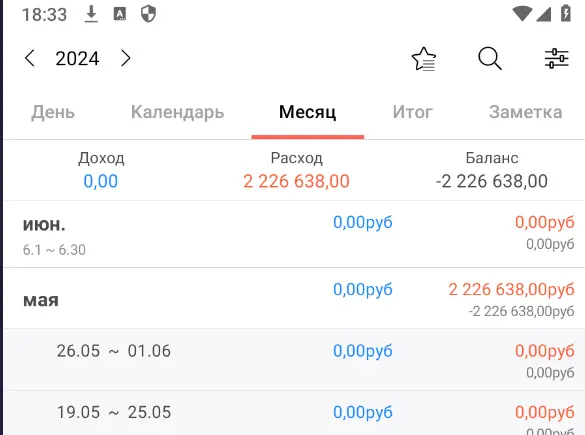 18:33
2024
День Календарь Месяц Итог Заметка
Доход Расход Баланс
0,00 2 226 638,00 -2 226 638,00
июн. 0,00руб 0,00руб
6.1 ~ 6.30 0,00руб
мая 0,00руб 2 226 638,00руб
-2 226 638,00руб
26.05 ~ 01.06 0,00руб 0,00руб
0,00руб
19.05 ~ 25.05 0,00руб 0,00руб
0,00руб